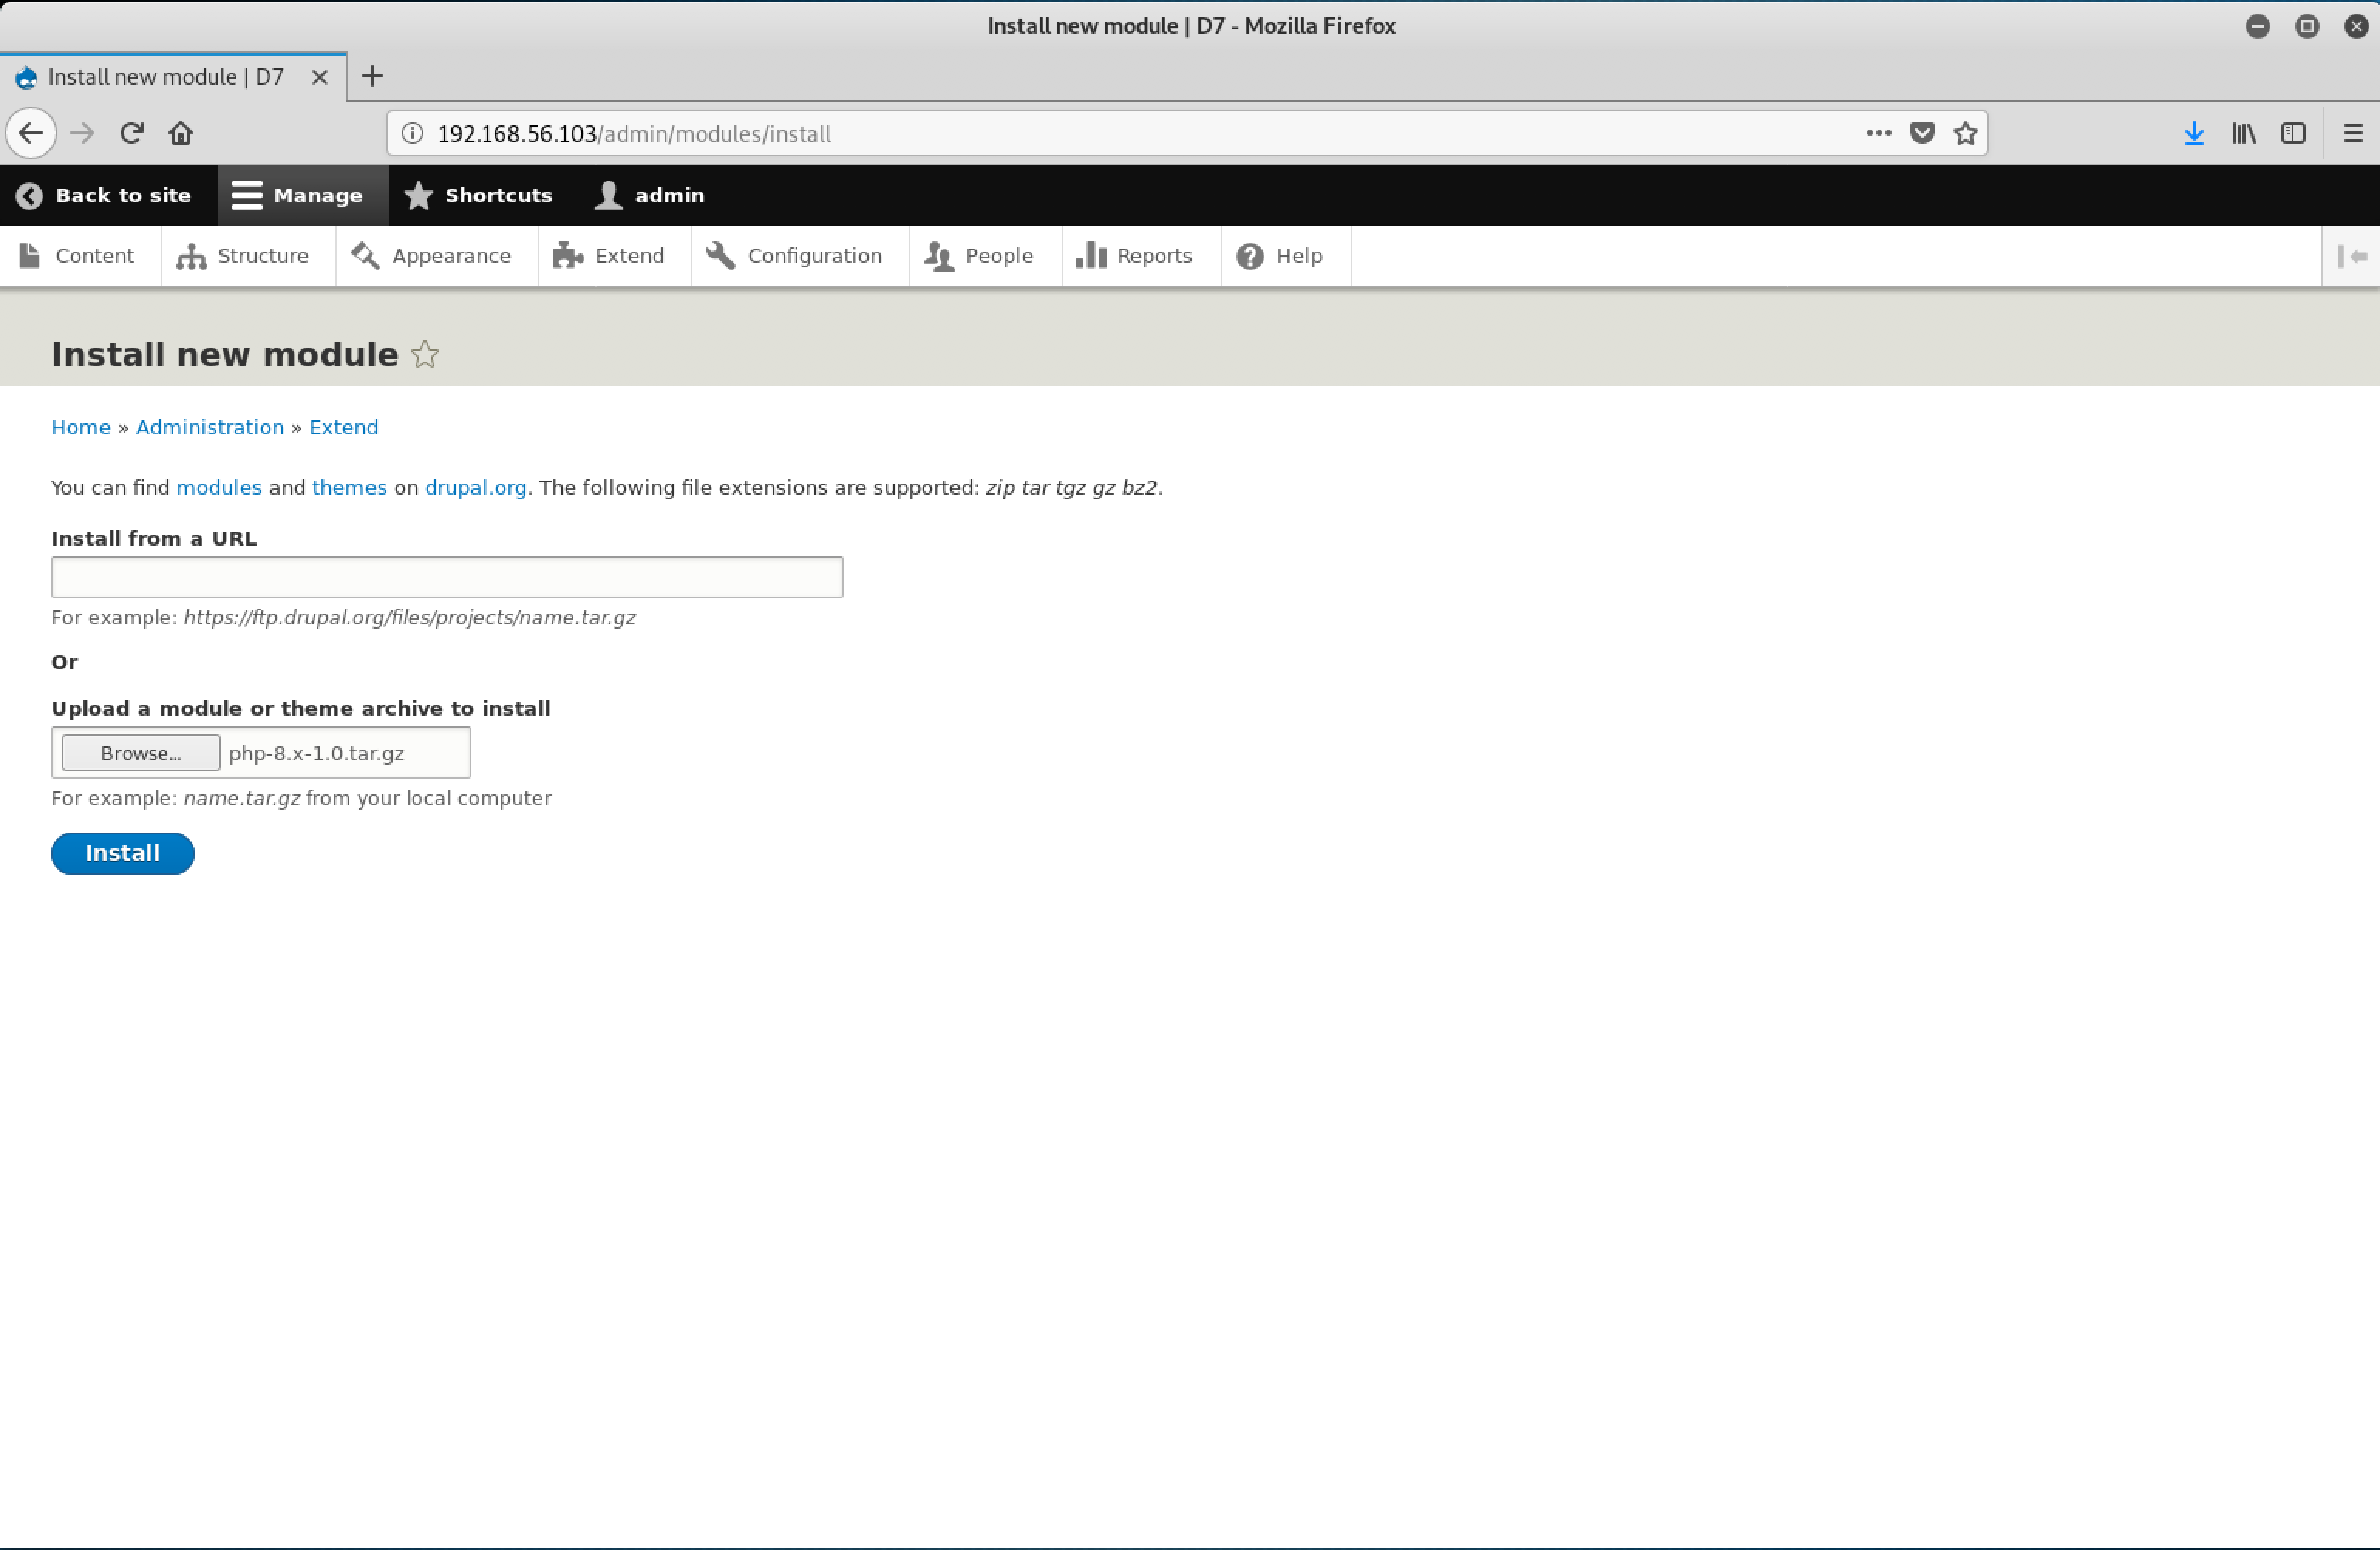 Install new module | D7 - Mozilla Firefox
Install new module | D7
192.168.56.103/admin/modules/install
Back to site Manage Shortcuts admin
Content Structure Appearance Extend Configuration People Reports Help
Install new module
Home » Administration » Extend
You can find modules and themes on drupal.org. The following file extensions are supported: zip tar tgz gz bz2.
Install from a URL
For example: https://ftp.drupal.org/files/projects/name.tar.gz
Or
Upload a module or theme archive to install
Browse... php-8.x-1.0.tar.gz
For example: name.tar.gz from your local computer
Install